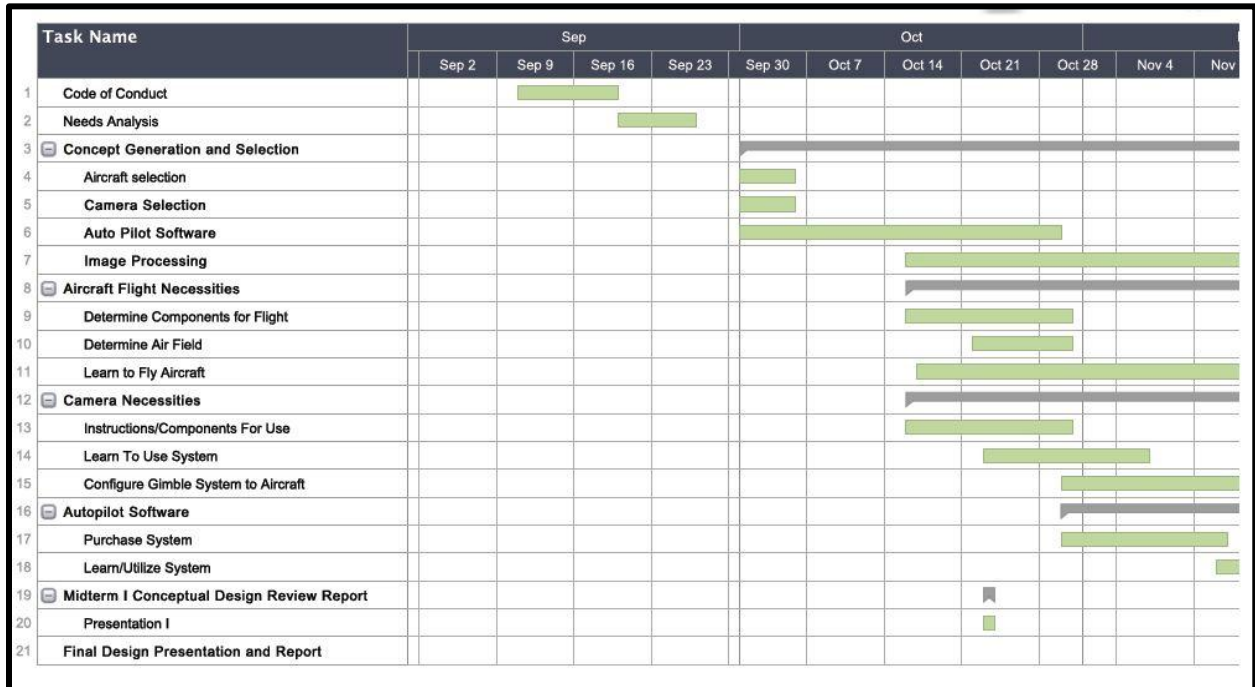 Task Name
Sep
Oct
Sep 2 Sep 9 Sep 16 Sep 23 Sep 30 Oct 7 Oct 14 Oct 21 Oct 28 Nov 4 Nov
1 Code of Conduct
2 Needs Analysis
3 Concept Generation and Selection
4 Aircraft selection
5 Camera Selection
6 Auto Pilot Software
7 Image Processing
8 Aircraft Flight Necessities
9 Determine Components for Flight
10 Determine Air Field
11 Learn to Fly Aircraft
12 Camera Necessities
13 Instructions/Components For Use
14 Learn To Use System
15 Configure Gimble System to Aircraft
16 Autopilot Software
17 Purchase System
18 Learn/Utilize System
19 Midterm I Conceptual Design Review Report
20 Presentation I
21 Final Design Presentation and Report